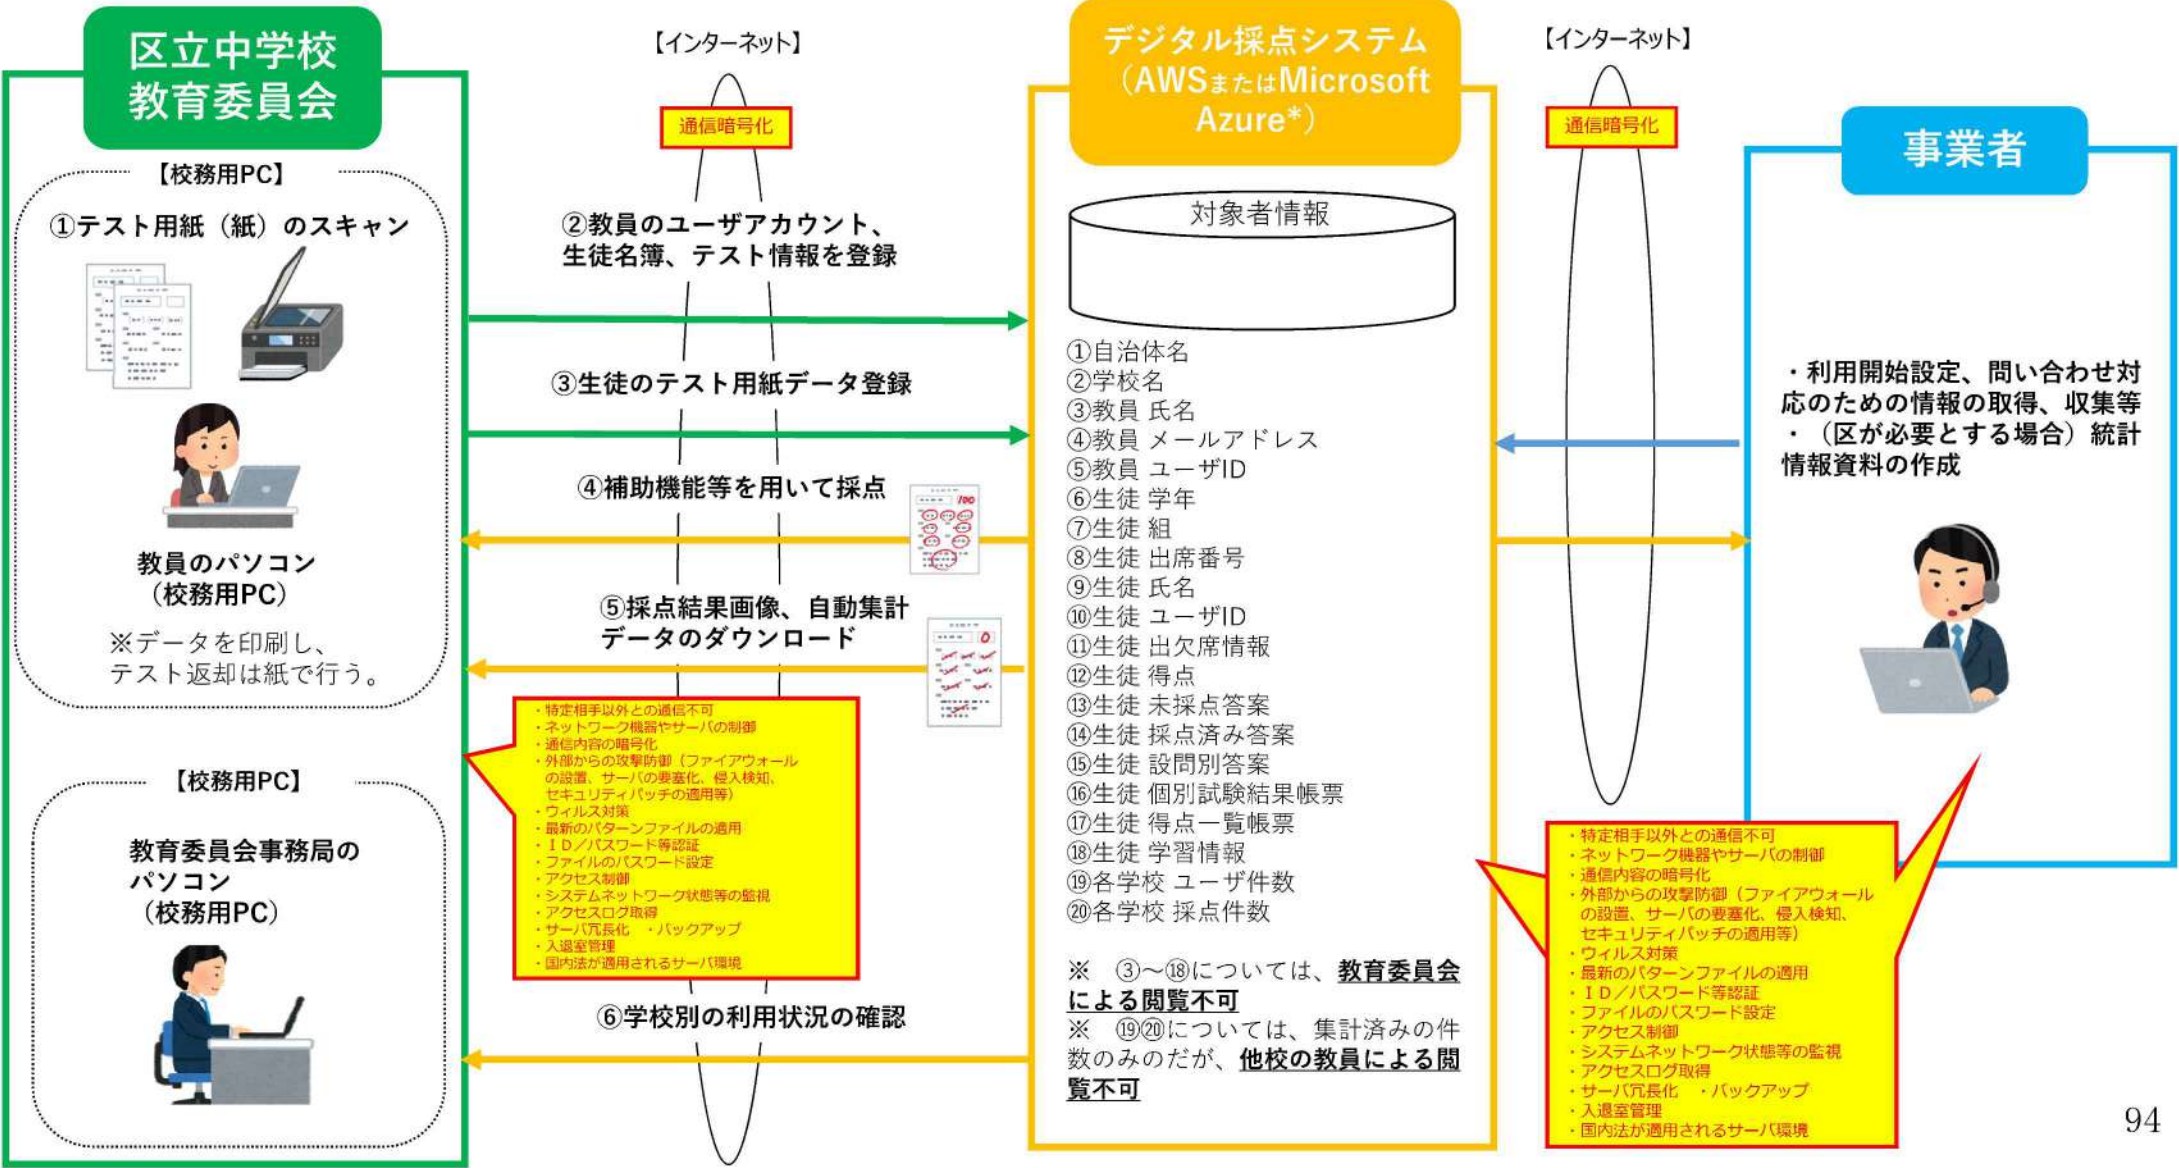 区立中学校
教育委員会
【校務用PC】
①テスト用紙（紙）のスキャン
教員のパソコン
（校務用PC）
※データを印刷し、
テスト返却は紙で行う。
【校務用PC】
教育委員会事務局の
パソコン
（校務用PC）
【インターネット】
通信暗号化
②教員のユーザアカウント、
生徒名簿、テスト情報を登録
③生徒のテスト用紙データ登録
④補助機能等を用いて採点
100
⑤採点結果画像、自動集計
データのダウンロード
0
・特定相手以外との通信不可
・ネットワーク機器やサーバの制御
・通信内容の暗号化
・外部からの攻撃防御（ファイアウォール
の設置、サーバの要塞化、侵入検知、
セキュリティパッチの適用等）
・ウィルス対策
・最新のパターンファイルの適用
・ＩＤ／パスワード等認証
・ファイルのパスワード設定
・アクセス制御
・システムネットワーク状態等の監視
・アクセスログ取得
・サーバ冗長化　・バックアップ
・入退室管理
・国内法が適用されるサーバ環境
⑥学校別の利用状況の確認
デジタル採点システム
（AWSまたはMicrosoft
Azure*）
対象者情報
①自治体名
②学校名
③教員 氏名
④教員 メールアドレス
⑤教員 ユーザID
⑥生徒 学年
⑦生徒 組
⑧生徒 出席番号
⑨生徒 氏名
⑩生徒 ユーザID
⑪生徒 出欠席情報
⑫生徒 得点
⑬生徒 未採点答案
⑭生徒 採点済み答案
⑮生徒 設問別答案
⑯生徒 個別試験結果帳票
⑰生徒 得点一覧帳票
⑱生徒 学習情報
⑲各学校 ユーザ件数
⑳各学校 採点件数
※　③～⑱については、教育委員会
による閲覧不可
※　⑲⑳については、集計済みの件
数のみのだが、他校の教員による閲
覧不可
【インターネット】
通信暗号化
事業者
・利用開始設定、問い合わせ対
応のための情報の取得、収集等
・（区が必要とする場合）統計
情報資料の作成
・特定相手以外との通信不可
・ネットワーク機器やサーバの制御
・通信内容の暗号化
・外部からの攻撃防御（ファイアウォール
の設置、サーバの要塞化、侵入検知、
セキュリティパッチの適用等）
・ウィルス対策
・最新のパターンファイルの適用
・ＩＤ／パスワード等認証
・ファイルのパスワード設定
・アクセス制御
・システムネットワーク状態等の監視
・アクセスログ取得
・サーバ冗長化　・バックアップ
・入退室管理
・国内法が適用されるサーバ環境
94